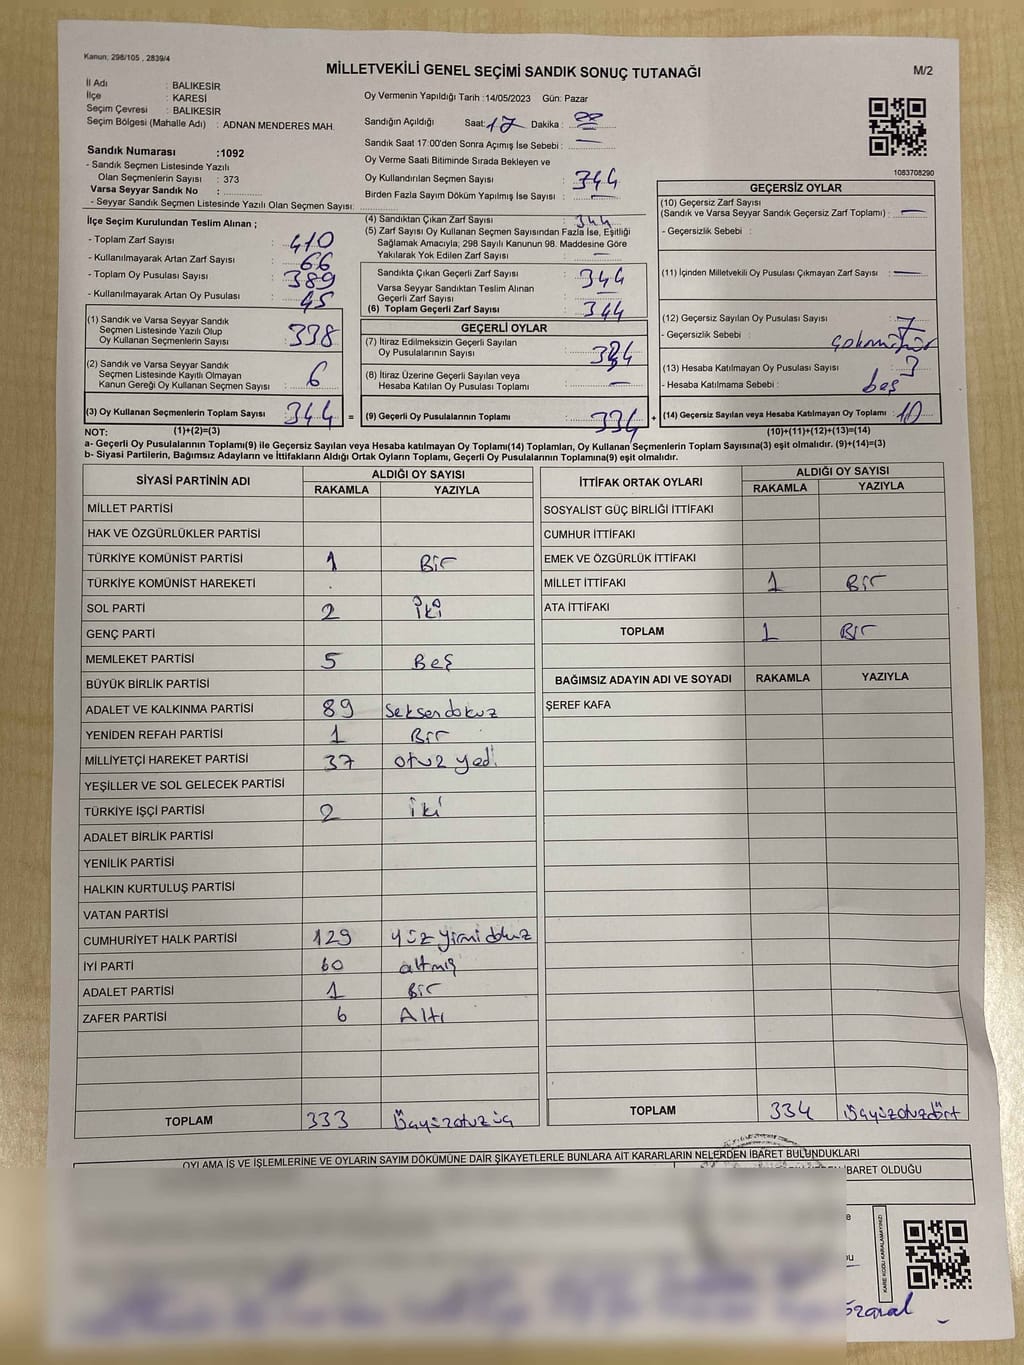 Kanun; 298/105 , 2839/4
MİLLETVEKİLİ GENEL SEÇİMİ SANDIK SONUÇ TUTANAĞI
M/2
İl Adı : BALIKESİR
İlçe : KARESİ
Seçim Çevresi : BALIKESİR
Seçim Bölgesi (Mahalle Adı) : ADNAN MENDERES MAH.
Sandık Numarası :1092
- Sandık Seçmen Listesinde Yazılı
Olan Seçmenlerin Sayısı : 373
Varsa Seyyar Sandık No :
- Seyyar Sandık Seçmen Listesinde Yazılı Olan Seçmen Sayısı:
Oy Vermenin Yapıldığı Tarih :14/05/2023 Gün: Pazar
Sandığın Açıldığı Saat: 17 Dakika :
Sandık Saat 17:00'den Sonra Açımış İse Sebebi : —
Oy Verme Saati Bitiminde Sırada Bekleyen ve
Oy Kullandırılan Seçmen Sayısı : 344
Birden Fazla Sayım Döküm Yapılmış İse Sayısı : —
1083708290
İlçe Seçim Kurulundan Teslim Alınan ;
- Toplam Zarf Sayısı : 410
- Kullanılmayarak Artan Zarf Sayısı : 66
- Toplam Oy Pusulası Sayısı : 389
- Kullanılmayarak Artan Oy Pusulası : 45
(1) Sandık ve Varsa Seyyar Sandık
Seçmen Listesinde Yazılı Olup
Oy Kullanan Seçmenlerin Sayısı : 338
(2) Sandık ve Varsa Seyyar Sandık
Seçmen Listesinde Kayıtlı Olmayan
Kanun Gereği Oy Kullanan Seçmen Sayısı : 6
(3) Oy Kullanan Seçmenlerin Toplam Sayısı : 344 =
(4) Sandıktan Çıkan Zarf Sayısı : 344
(5) Zarf Sayısı Oy Kullanan Seçmen Sayısından Fazla İse, Eşitliği
Sağlamak Amacıyla; 298 Sayılı Kanunun 98. Maddesine Göre
Yakılarak Yok Edilen Zarf Sayısı : —
Sandıkta Çıkan Geçerli Zarf Sayısı : 344
Varsa Seyyar Sandıktan Teslim Alınan
Geçerli Zarf Sayısı : —
(6) Toplam Geçerli Zarf Sayısı : 344
GEÇERLİ OYLAR
(7) İtiraz Edilmeksizin Geçerli Sayılan
Oy Pusulalarının Sayısı : 334
(8) İtiraz Üzerine Geçerli Sayılan veya
Hesaba Katılan Oy Pusulası Toplamı : —
(9) Geçerli Oy Pusulalarının Toplamı : 334 +
GEÇERSİZ OYLAR
(10) Geçersiz Zarf Sayısı
(Sandık ve Varsa Seyyar Sandık Geçersiz Zarf Toplamı) : —
- Geçersizlik Sebebi :
(11) İçinden Milletvekili Oy Pusulası Çıkmayan Zarf Sayısı : —
(12) Geçersiz Sayılan Oy Pusulası Sayısı : 7
- Geçersizlik Sebebi :
(13) Hesaba Katılmayan Oy Pusulası Sayısı : 3
- Hesaba Katılmama Sebebi : boş
(14) Geçersiz Sayılan veya Hesaba Katılmayan Oy Toplamı : 10
NOT: (1)+(2)=(3)
(10)+(11)+(12)+(13)=(14)
a- Geçerli Oy Pusulalarının Toplamı(9) ile Geçersiz Sayılan veya Hesaba katılmayan Oy Toplamı(14) Toplamları, Oy Kullanan Seçmenlerin Toplam Sayısına(3) eşit olmalıdır. (9)+(14)=(3)
b- Siyasi Partilerin, Bağımsız Adayların ve İttifakların Aldığı Ortak Oyların Toplamı, Geçerli Oy Pusulalarının Toplamına(9) eşit olmalıdır.
SİYASİ PARTİNİN ADI ALDIĞI OY SAYISI
RAKAMLA YAZIYLA
MİLLET PARTİSİ
HAK VE ÖZGÜRLÜKLER PARTİSİ
TÜRKİYE KOMÜNİST PARTİSİ 1 Bir
TÜRKİYE KOMÜNİST HAREKETİ
SOL PARTİ 2 İki
GENÇ PARTİ
MEMLEKET PARTİSİ 5 Beş
BÜYÜK BİRLİK PARTİSİ
ADALET VE KALKINMA PARTİSİ 89 Seksendokuz
YENİDEN REFAH PARTİSİ 1 Bir
MİLLİYETÇİ HAREKET PARTİSİ 37 otuz yedi
YEŞİLLER VE SOL GELECEK PARTİSİ
TÜRKİYE İŞÇİ PARTİSİ 2 iki
ADALET BİRLİK PARTİSİ
YENİLİK PARTİSİ
HALKIN KURTULUŞ PARTİSİ
VATAN PARTİSİ
CUMHURİYET HALK PARTİSİ 129 yüz yirmi dokuz
İYİ PARTİ 60 altmış
ADALET PARTİSİ 1 Bir
ZAFER PARTİSİ 6 Altı
TOPLAM 333 Üçyüzotuzüç
İTTİFAK ORTAK OYLARI ALDIĞI OY SAYISI
RAKAMLA YAZIYLA
SOSYALİST GÜÇ BİRLİĞİ İTTİFAKI
CUMHUR İTTİFAKI
EMEK VE ÖZGÜRLÜK İTTİFAKI
MİLLET İTTİFAKI 1 Bir
ATA İTTİFAKI
TOPLAM 1 Bir
BAĞIMSIZ ADAYIN ADI VE SOYADI RAKAMLA YAZIYLA
ŞEREF KAFA
TOPLAM 334 Üçyüzotuzdört
OYLAMA İŞ VE İŞLEMLERİNE VE OYLARIN SAYIM DÖKÜMÜNE DAİR ŞİKAYETLERLE BUNLARA AİT KARARLARIN NELERDEN İBARET BULUNDUKLARI
İBARET OLDUĞU
KARE KODU KARALAMAYINIZ!